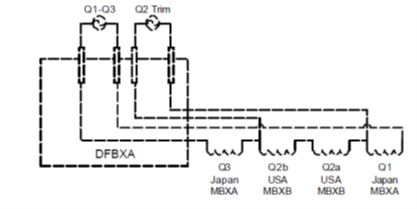 Q1-Q3 Q2 Trim
DFBXA
Q3 Q2b Q2a Q1
Japan USA USA Japan
MBXA MBXB MBXB MBXA